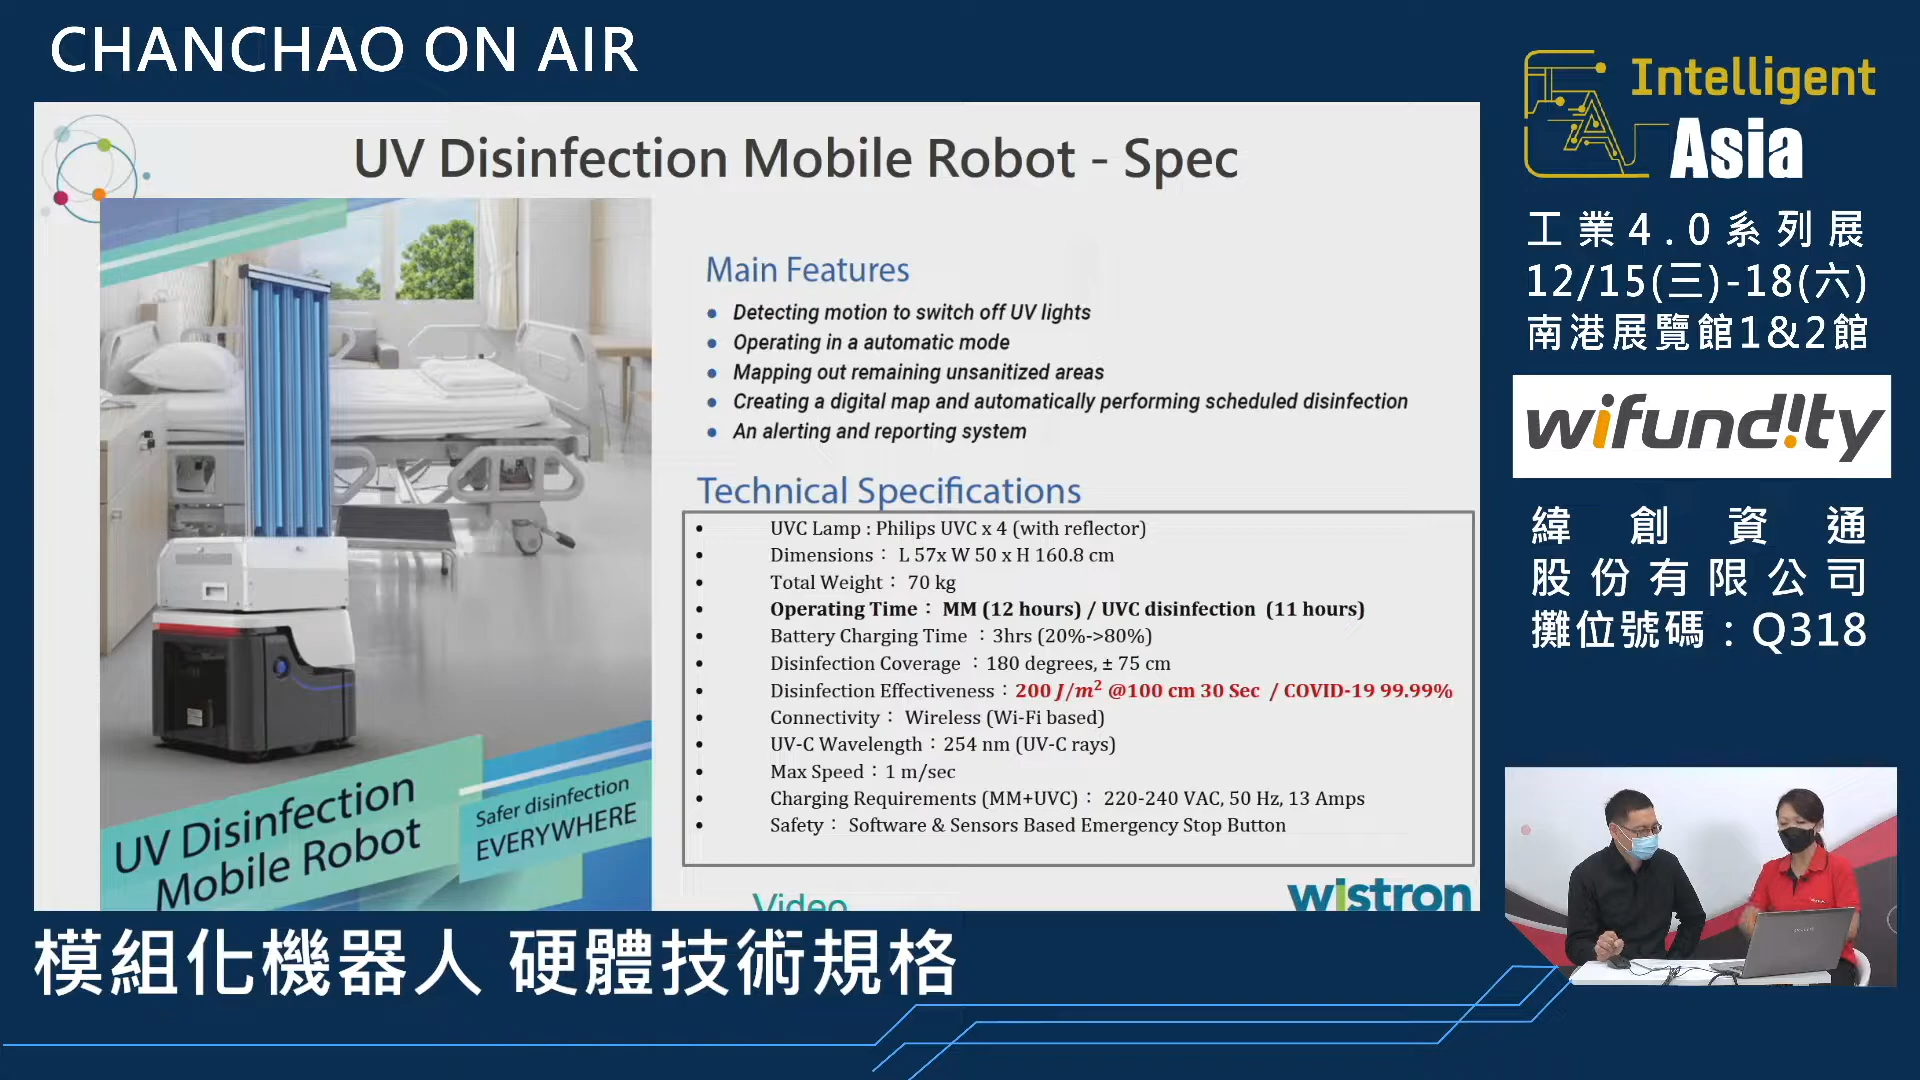 CHANCHAO ON AIR
UV Disinfection Mobile Robot - Spec
Main Features
• Detecting motion to switch off UV lights
• Operating in a automatic mode
• Mapping out remaining unsanitized areas
• Creating a digital map and automatically performing scheduled disinfection
• An alerting and reporting system
Technical Specifications
• UVC Lamp : Philips UVC x 4 (with reflector)
• Dimensions： L 57x W 50 x H 160.8 cm
• Total Weight： 70 kg
• Operating Time： MM (12 hours) / UVC disinfection (11 hours)
• Battery Charging Time ：3hrs (20%->80%)
• Disinfection Coverage ：180 degrees, ± 75 cm
• Disinfection Effectiveness：200 J/m² @100 cm 30 Sec / COVID-19 99.99%
• Connectivity： Wireless (Wi-Fi based)
• UV-C Wavelength：254 nm (UV-C rays)
• Max Speed：1 m/sec
• Charging Requirements (MM+UVC)： 220-240 VAC, 50 Hz, 13 Amps
• Safety： Software & Sensors Based Emergency Stop Button
Video
wistron
UV Disinfection
Mobile Robot
Safer disinfection
EVERYWHERE
模組化機器人 硬體技術規格
Intelligent
Asia
工業4.0系列展
12/15(三)-18(六)
南港展覽館1&2館
wifund!ty
緯創資通
股份有限公司
攤位號碼：Q318